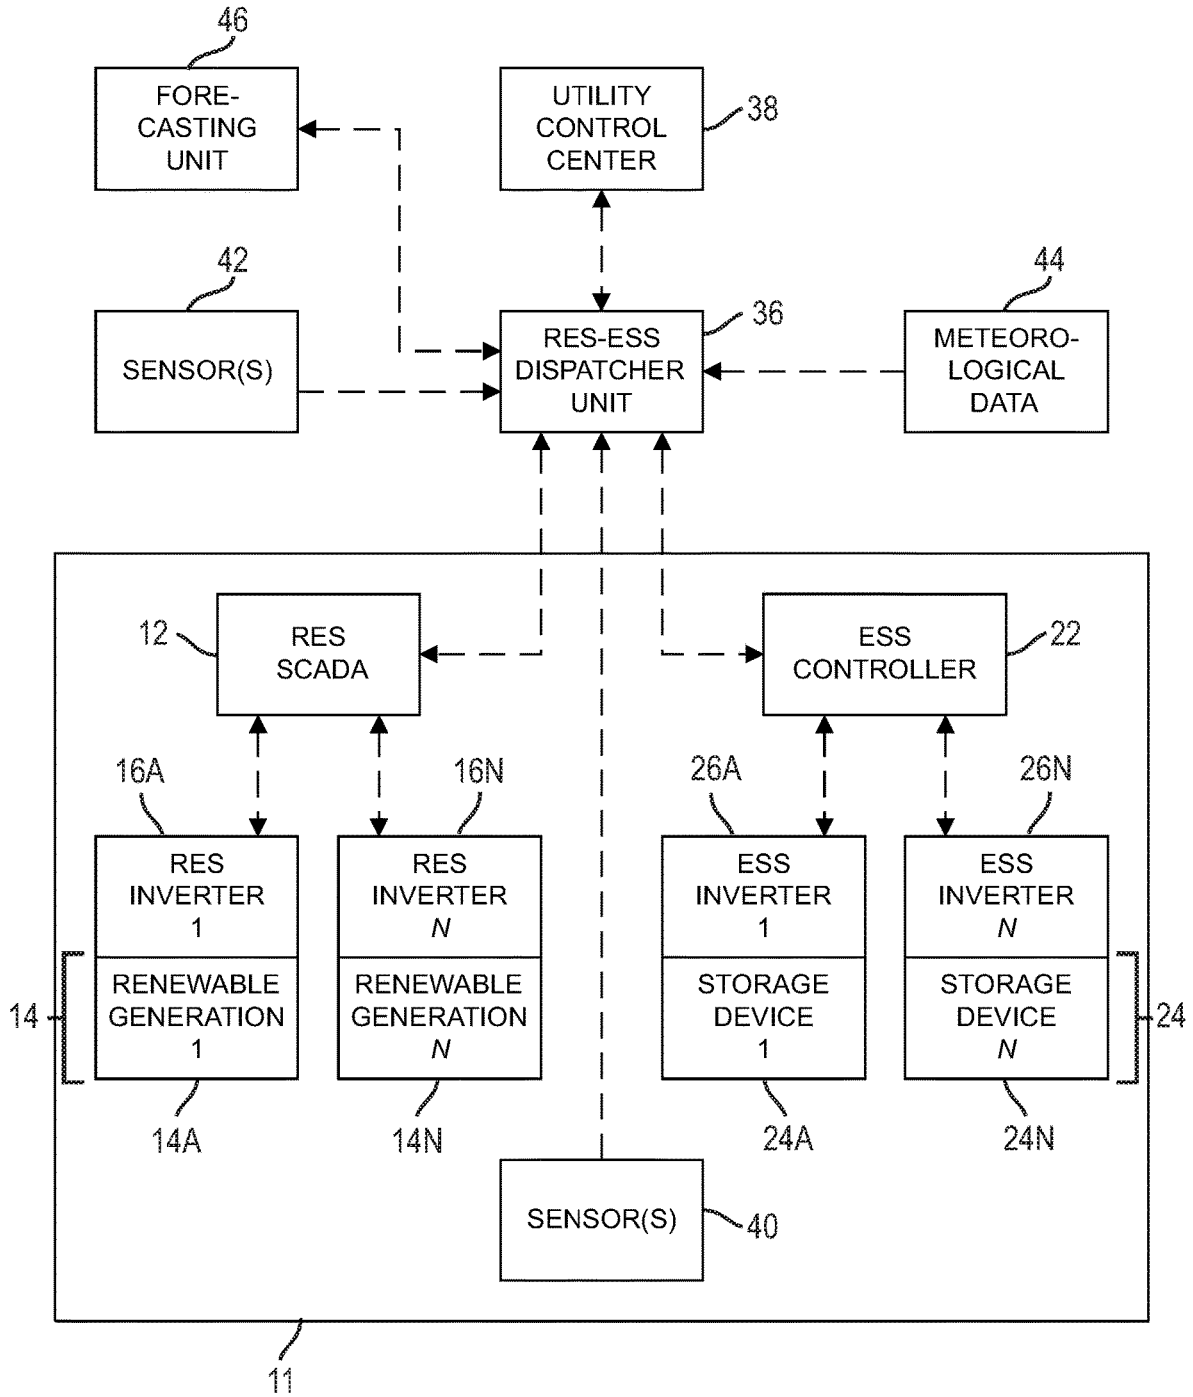 46
FORE-
CASTING
UNIT
UTILITY
CONTROL
CENTER
38
42
SENSOR(S)
RES-ESS
DISPATCHER
UNIT
36
44
METEORO-
LOGICAL
DATA
12
RES
SCADA
ESS
CONTROLLER
22
16A
RES
INVERTER
1
16N
RES
INVERTER
N
26A
ESS
INVERTER
1
26N
ESS
INVERTER
N
14
RENEWABLE
GENERATION
1
RENEWABLE
GENERATION
N
STORAGE
DEVICE
1
STORAGE
DEVICE
N
24
14A
14N
24A
24N
SENSOR(S)
40
11